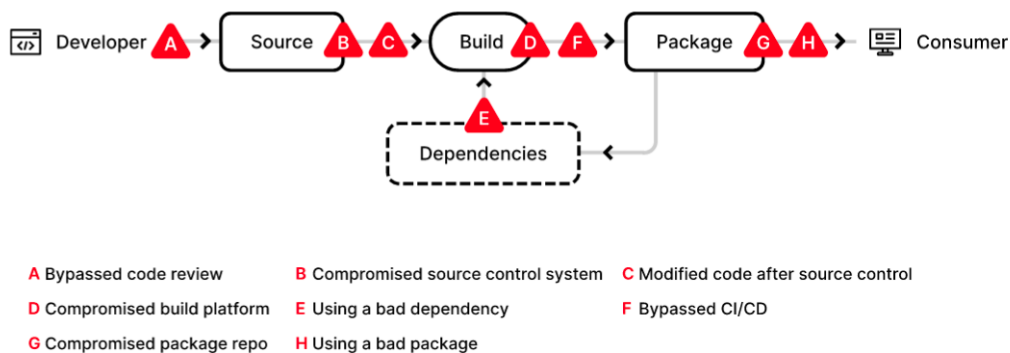 </> Developer A Source B C Build D F Package G H Consumer
E
Dependencies
A Bypassed code review B Compromised source control system C Modified code after source control
D Compromised build platform E Using a bad dependency F Bypassed CI/CD
G Compromised package repo H Using a bad package